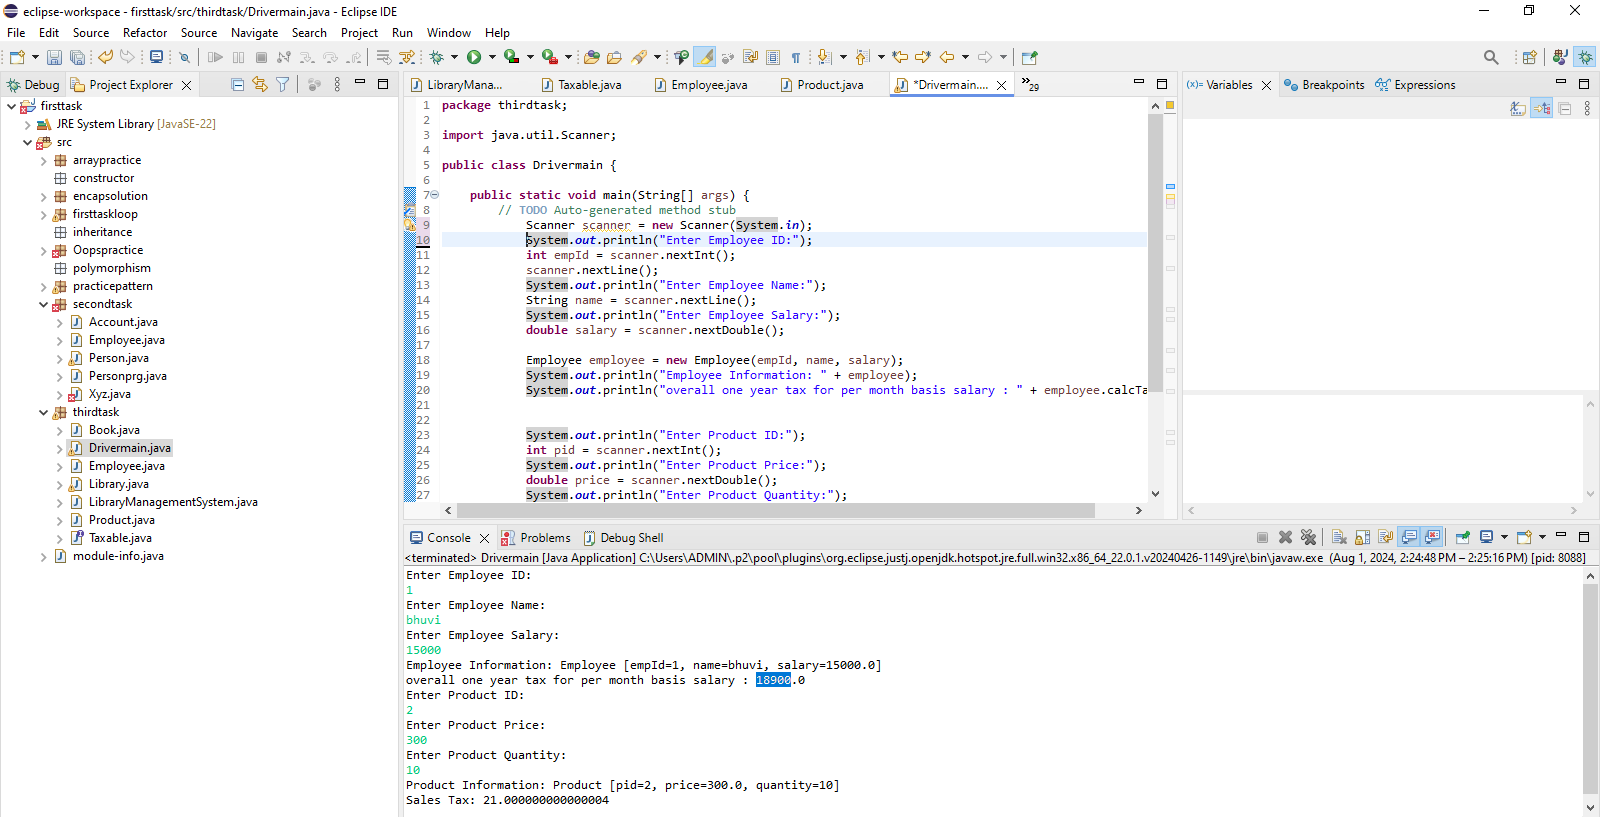 eclipse-workspace - firsttask/src/thirdtask/Drivermain.java - Eclipse IDE
File Edit Source Refactor Source Navigate Search Project Run Window Help
Debug Project Explorer
firsttask
JRE System Library [JavaSE-22]
src
arraypractice
constructor
encapsolution
firsttaskloop
inheritance
Oopspractice
polymorphism
practicepattern
secondtask
Account.java
Employee.java
Person.java
Personprg.java
Xyz.java
thirdtask
Book.java
Drivermain.java
Employee.java
Library.java
LibraryManagementSystem.java
Product.java
Taxable.java
module-info.java
LibraryMana... Taxable.java Employee.java Product.java *Drivermain.... »29
1 package thirdtask;
2
3 import java.util.Scanner;
4
5 public class Drivermain {
6
7 public static void main(String[] args) {
8 // TODO Auto-generated method stub
9 Scanner scanner = new Scanner(System.in);
10 System.out.println("Enter Employee ID:");
11 int empId = scanner.nextInt();
12 scanner.nextLine();
13 System.out.println("Enter Employee Name:");
14 String name = scanner.nextLine();
15 System.out.println("Enter Employee Salary:");
16 double salary = scanner.nextDouble();
17
18 Employee employee = new Employee(empId, name, salary);
19 System.out.println("Employee Information: " + employee);
20 System.out.println("overall one year tax for per month basis salary : " + employee.calcTa
21
22
23 System.out.println("Enter Product ID:");
24 int pid = scanner.nextInt();
25 System.out.println("Enter Product Price:");
26 double price = scanner.nextDouble();
27 System.out.println("Enter Product Quantity:");
(x)= Variables Breakpoints Expressions
Console Problems Debug Shell
<terminated> Drivermain [Java Application] C:\Users\ADMIN\.p2\pool\plugins\org.eclipse.justj.openjdk.hotspot.jre.full.win32.x86_64_22.0.1.v20240426-1149\jre\bin\javaw.exe (Aug 1, 2024, 2:24:48 PM – 2:25:16 PM) [pid: 8088]
Enter Employee ID:
1
Enter Employee Name:
bhuvi
Enter Employee Salary:
15000
Employee Information: Employee [empId=1, name=bhuvi, salary=15000.0]
overall one year tax for per month basis salary : 18900.0
Enter Product ID:
2
Enter Product Price:
300
Enter Product Quantity:
10
Product Information: Product [pid=2, price=300.0, quantity=10]
Sales Tax: 21.000000000000004